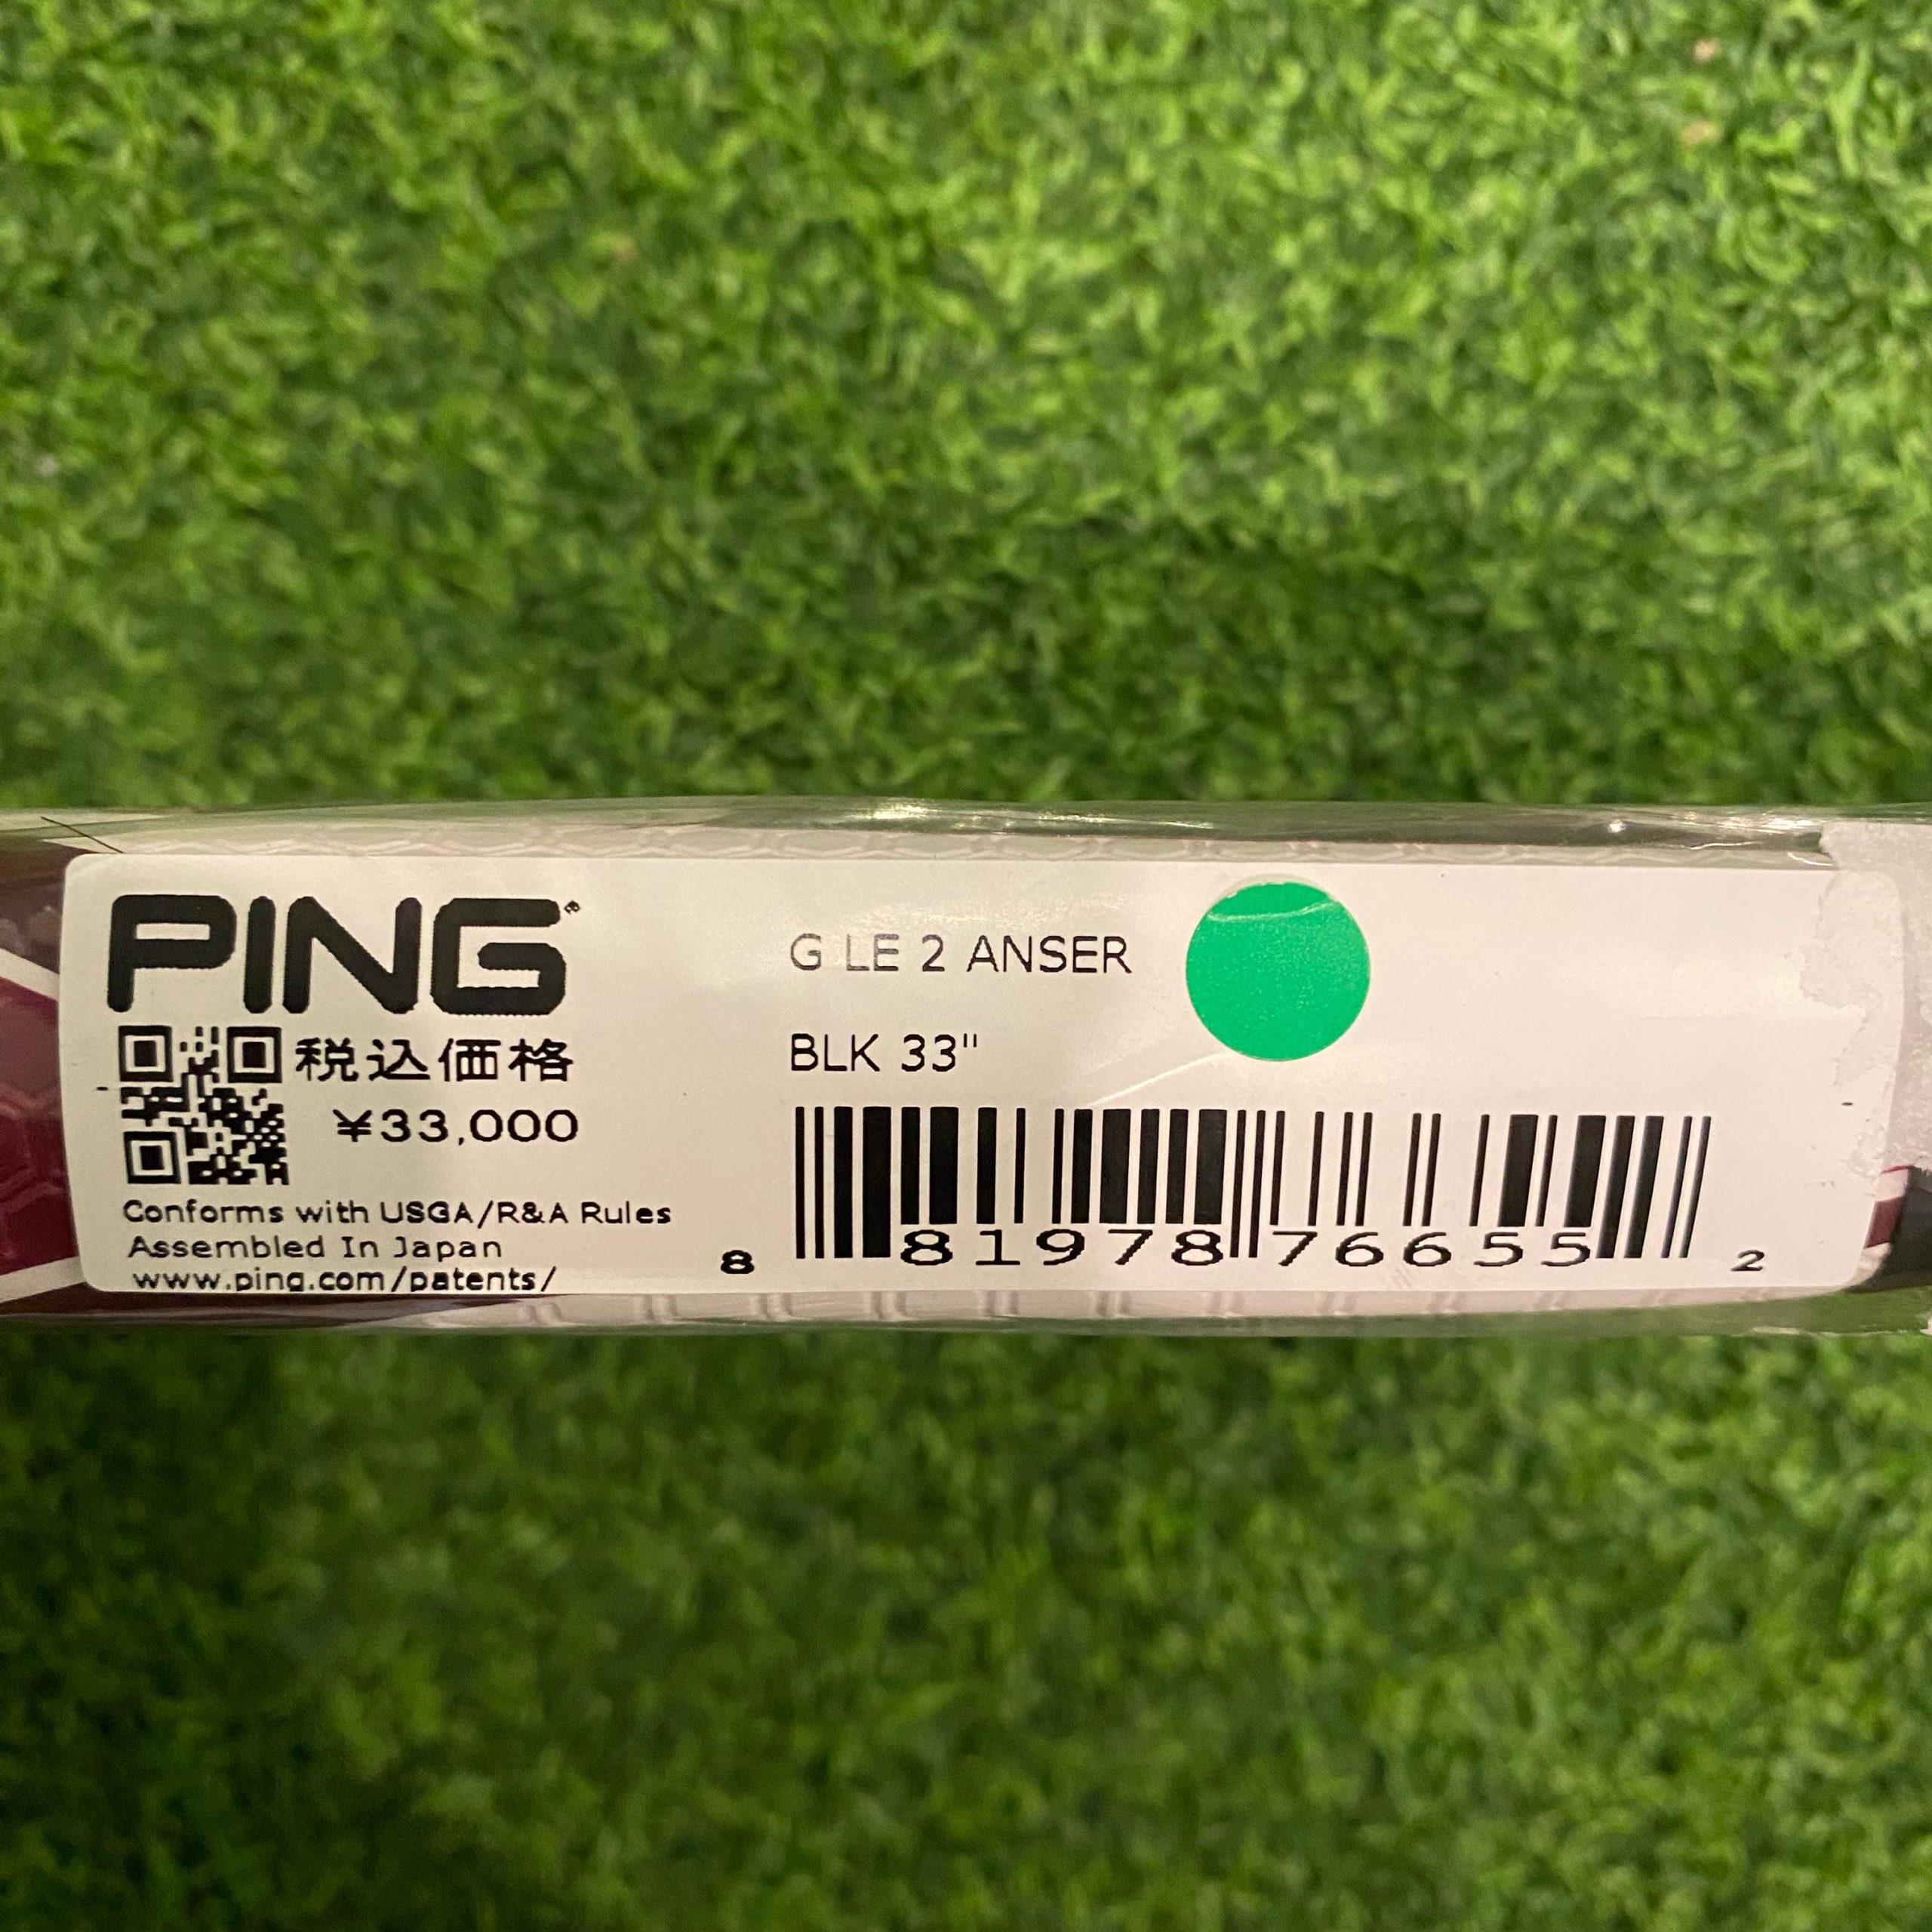 PING
税込価格
¥33,000
Conforms with USGA/R&A Rules
Assembled In Japan
www.ping.com/patents/
G LE 2 ANSER
BLK 33"
8 81978 76655 2